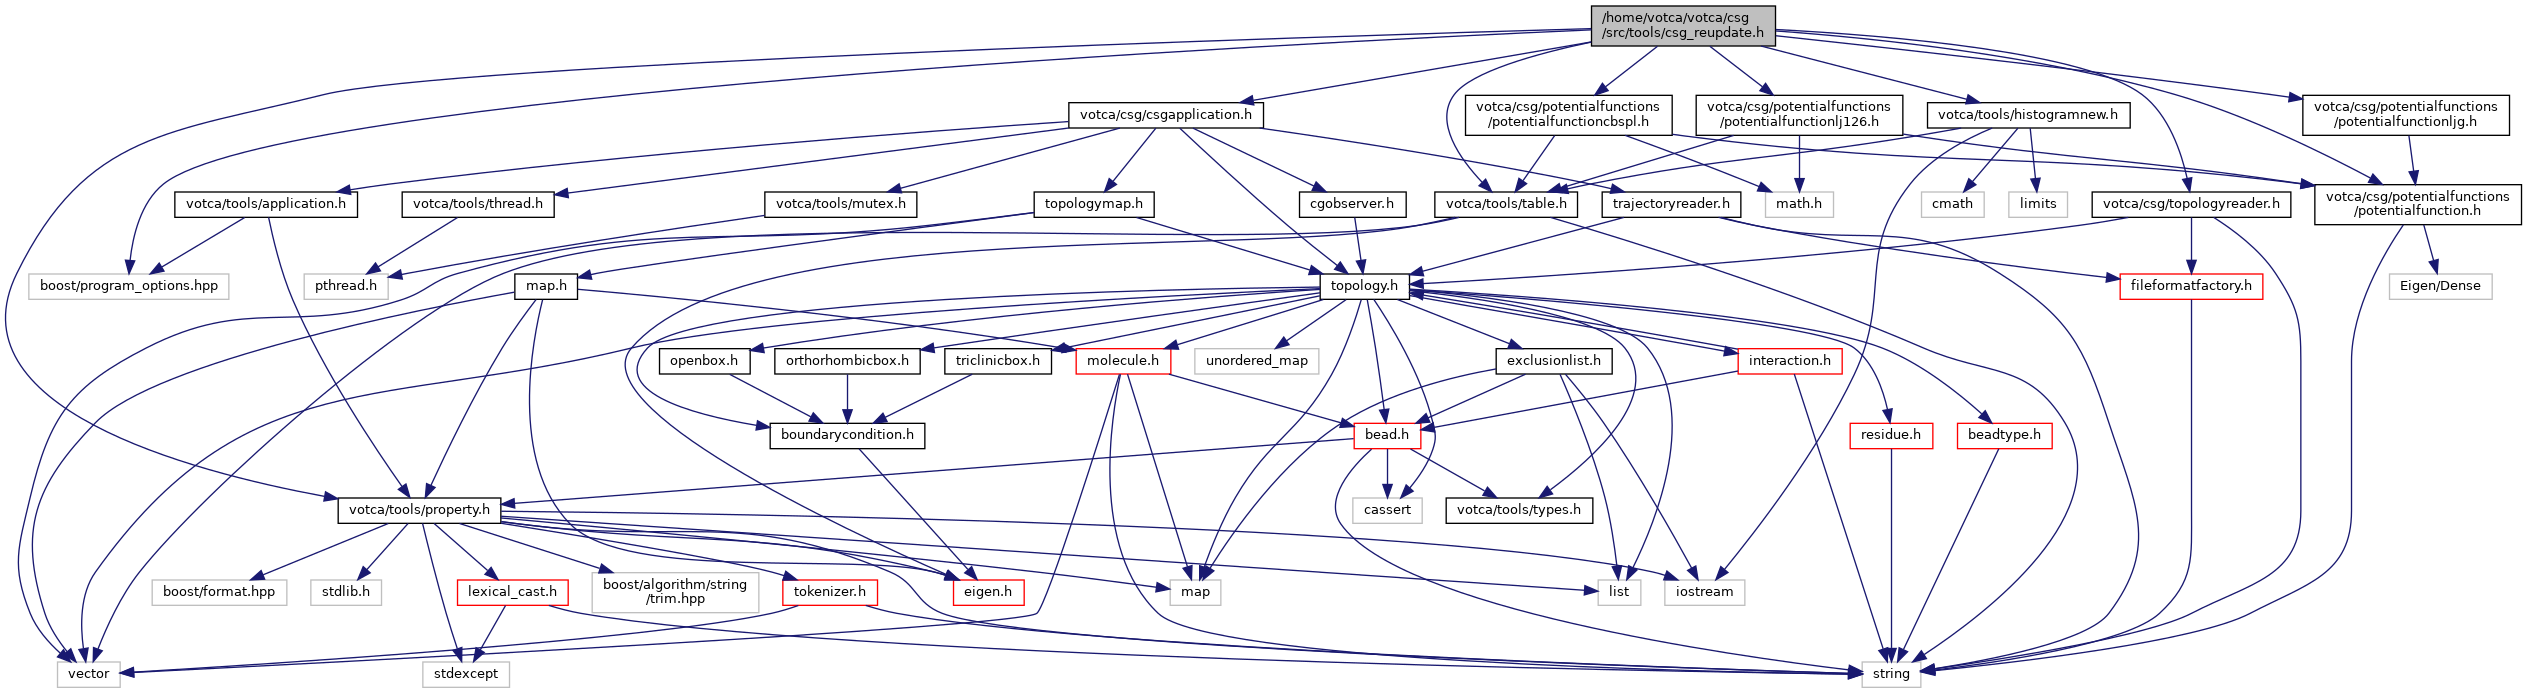 /home/votca/votca/csg
/src/tools/csg_reupdate.h
votca/csg/csgapplication.h
votca/csg/potentialfunctions
/potentialfunctioncbspl.h
votca/csg/potentialfunctions
/potentialfunctionlj126.h
votca/tools/histogramnew.h
votca/csg/potentialfunctions
/potentialfunctionljg.h
votca/tools/application.h
votca/tools/thread.h
votca/tools/mutex.h
topologymap.h
cgobserver.h
votca/tools/table.h
trajectoryreader.h
math.h
cmath
limits
votca/csg/topologyreader.h
votca/csg/potentialfunctions
/potentialfunction.h
boost/program_options.hpp
pthread.h
map.h
topology.h
fileformatfactory.h
Eigen/Dense
openbox.h
orthorhombicbox.h
triclinicbox.h
molecule.h
unordered_map
exclusionlist.h
interaction.h
boundarycondition.h
bead.h
residue.h
beadtype.h
votca/tools/property.h
cassert
votca/tools/types.h
boost/format.hpp
stdlib.h
lexical_cast.h
boost/algorithm/string
/trim.hpp
tokenizer.h
eigen.h
map
list
iostream
vector
stdexcept
string